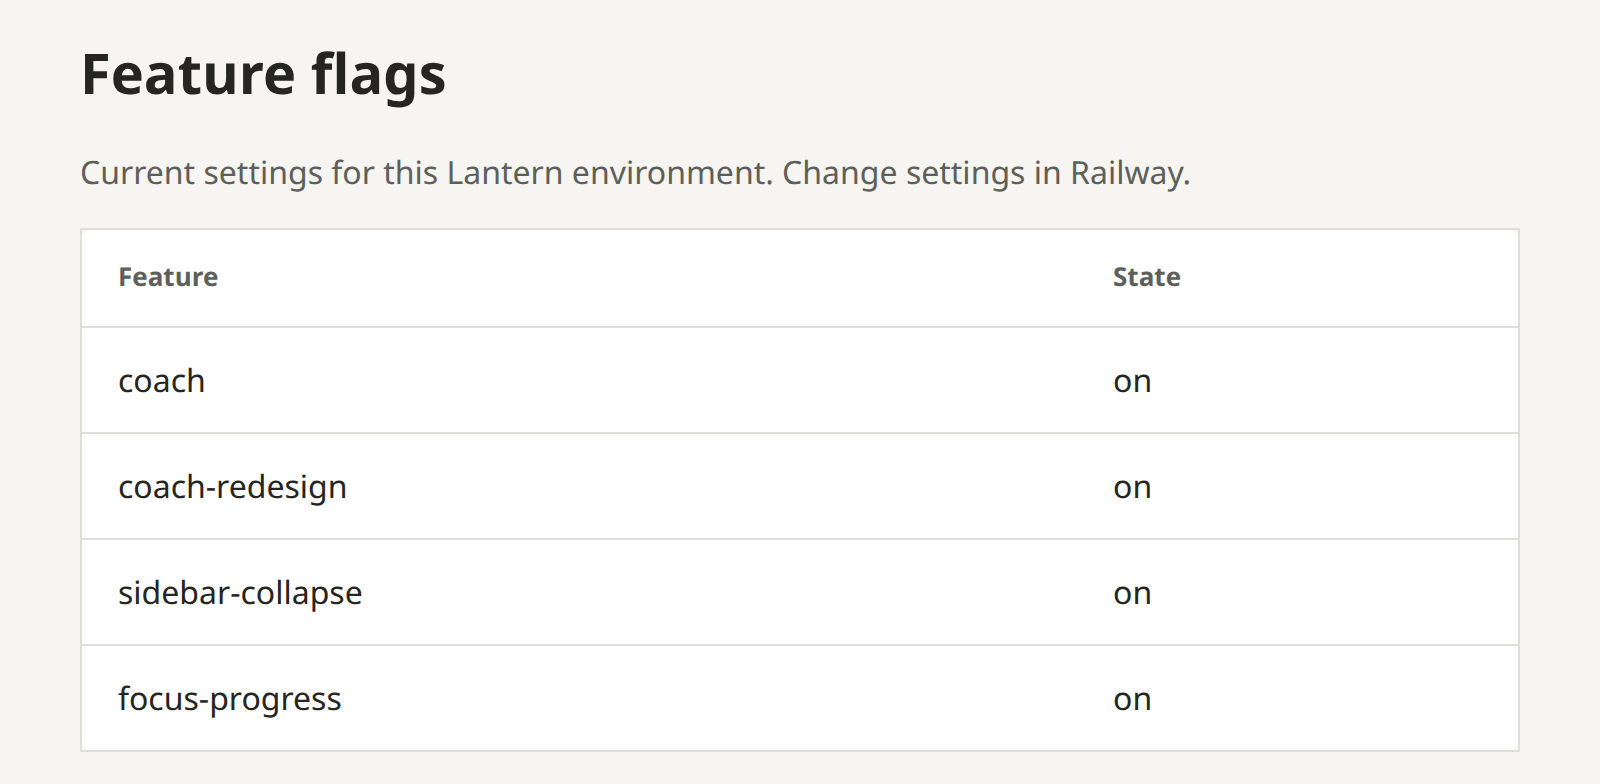 Feature flags
Current settings for this Lantern environment. Change settings in Railway.
Feature State
coach on
coach-redesign on
sidebar-collapse on
focus-progress on